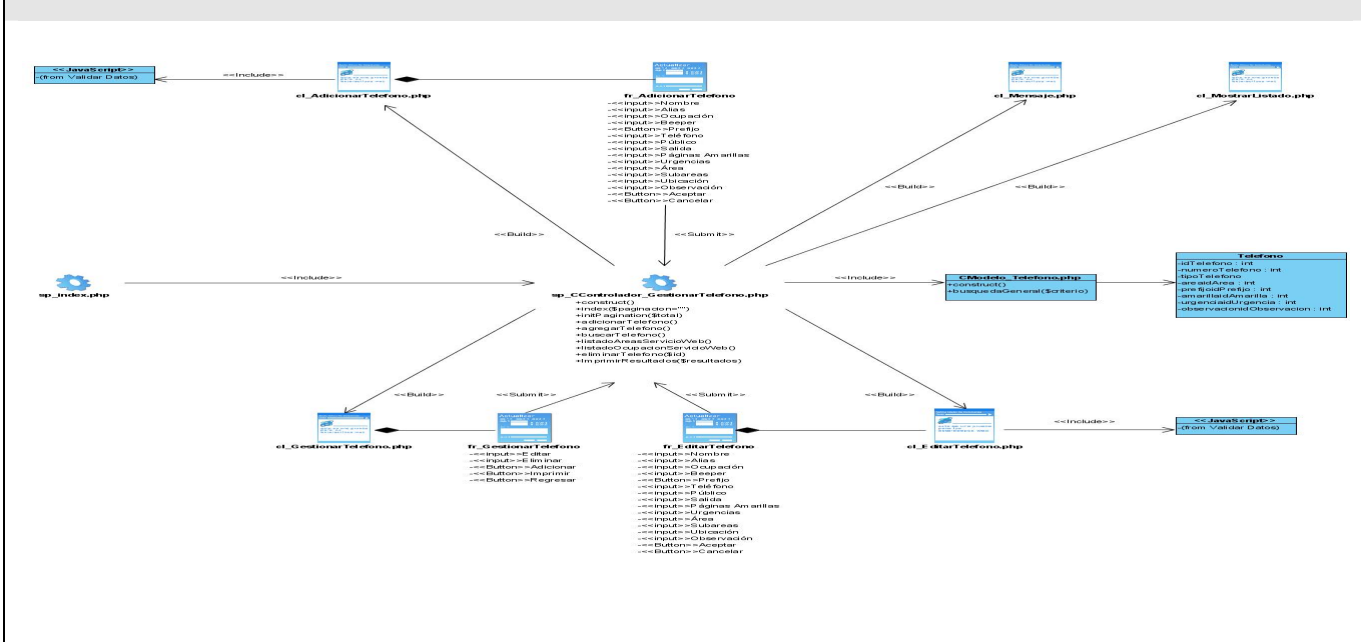 <<JavaScript>>
-(from Validar Datos)
<<Include>>
cl_AdicionarTelefono.php
fr_AdicionarTelefono
-<<input>>Nombre
-<<input>>Alias
-<<input>>Ocupación
-<<input>>Beeper
-<<Button>>Prefijo
-<<input>>Teléfono
-<<input>>Público
-<<input>>Salida
-<<input>>Páginas Amarillas
-<<input>>Urgencias
-<<input>>Área
-<<input>>Subareas
-<<input>>Ubicación
-<<input>>Observación
-<<Button>>Aceptar
-<<Button>>Cancelar
cl_Mensaje.php
cl_MostrarListado.php
<<Build>>
<<Build>>
<<Build>>
<<Submit>>
sp_index.php
<<Include>>
sp_CControlador_GestionarTelefono.php
+construct()
+Index($paginacion="")
+initPagination($total)
+adicionarTelefono()
+agregarTelefono()
+buscarTelefono()
+listadoAreasServicioWeb()
+listadoOcupacionServicioWeb()
+eliminarTelefono($id)
+ImprimirResultados($resultados)
<<Include>>
CModelo_Telefono.php
+construct()
+busquedaGeneral($criterio)
Telefono
-idTelefono : int
-numeroTelefono : int
-tipoTelefono
-areaidArea : int
-prefijoidPrefijo : int
-amarillaidAmarilla : int
-urgenciaidUrgencia : int
-observacionidObservacion : int
<<Build>>
<<Submit>>
<<Submit>>
<<Build>>
cl_GestionarTelefono.php
Actualizar
fr_GestionarTelefono
-<<input>>Editar
-<<input>>Eliminar
-<<Button>>Adicionar
-<<Button>>Imprimir
-<<Button>>Regresar
Actualizar
fr_EditarTelefono
-<<input>>Nombre
-<<input>>Alias
-<<input>>Ocupación
-<<input>>Beeper
-<<Button>>Prefijo
-<<input>>Teléfono
-<<input>>Público
-<<input>>Salida
-<<input>>Páginas Amarillas
-<<input>>Urgencias
-<<input>>Área
-<<input>>Subareas
-<<input>>Ubicación
-<<input>>Observación
-<<Button>>Aceptar
-<<Button>>Cancelar
cl_EditarTelefono.php
<<Include>>
<<JavaScript>>
-(from Validar Datos)